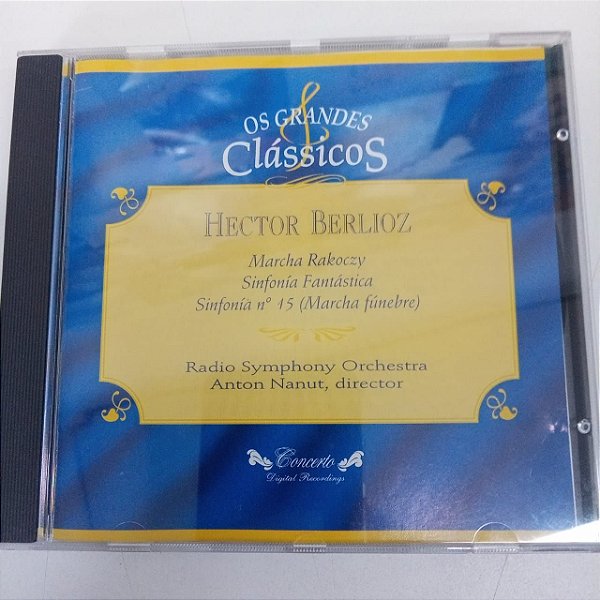 OS GRANDES
Clássicos
HECTOR BERLIOZ
Marcha Rakoczy
Sinfonía Fantástica
Sinfonía nº 15 (Marcha fúnebre)
Radio Symphony Orchestra
Anton Nanut, director
Concerto
Digital Recordings